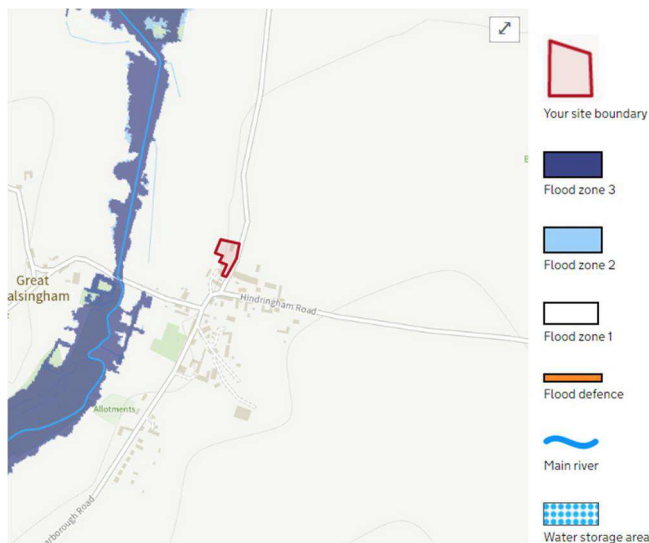 Great
alsingham
Hindringham Road
Allotments
arborough Road
Your site boundary
Flood zone 3
Flood zone 2
Flood zone 1
Flood defence
Main river
Water storage area